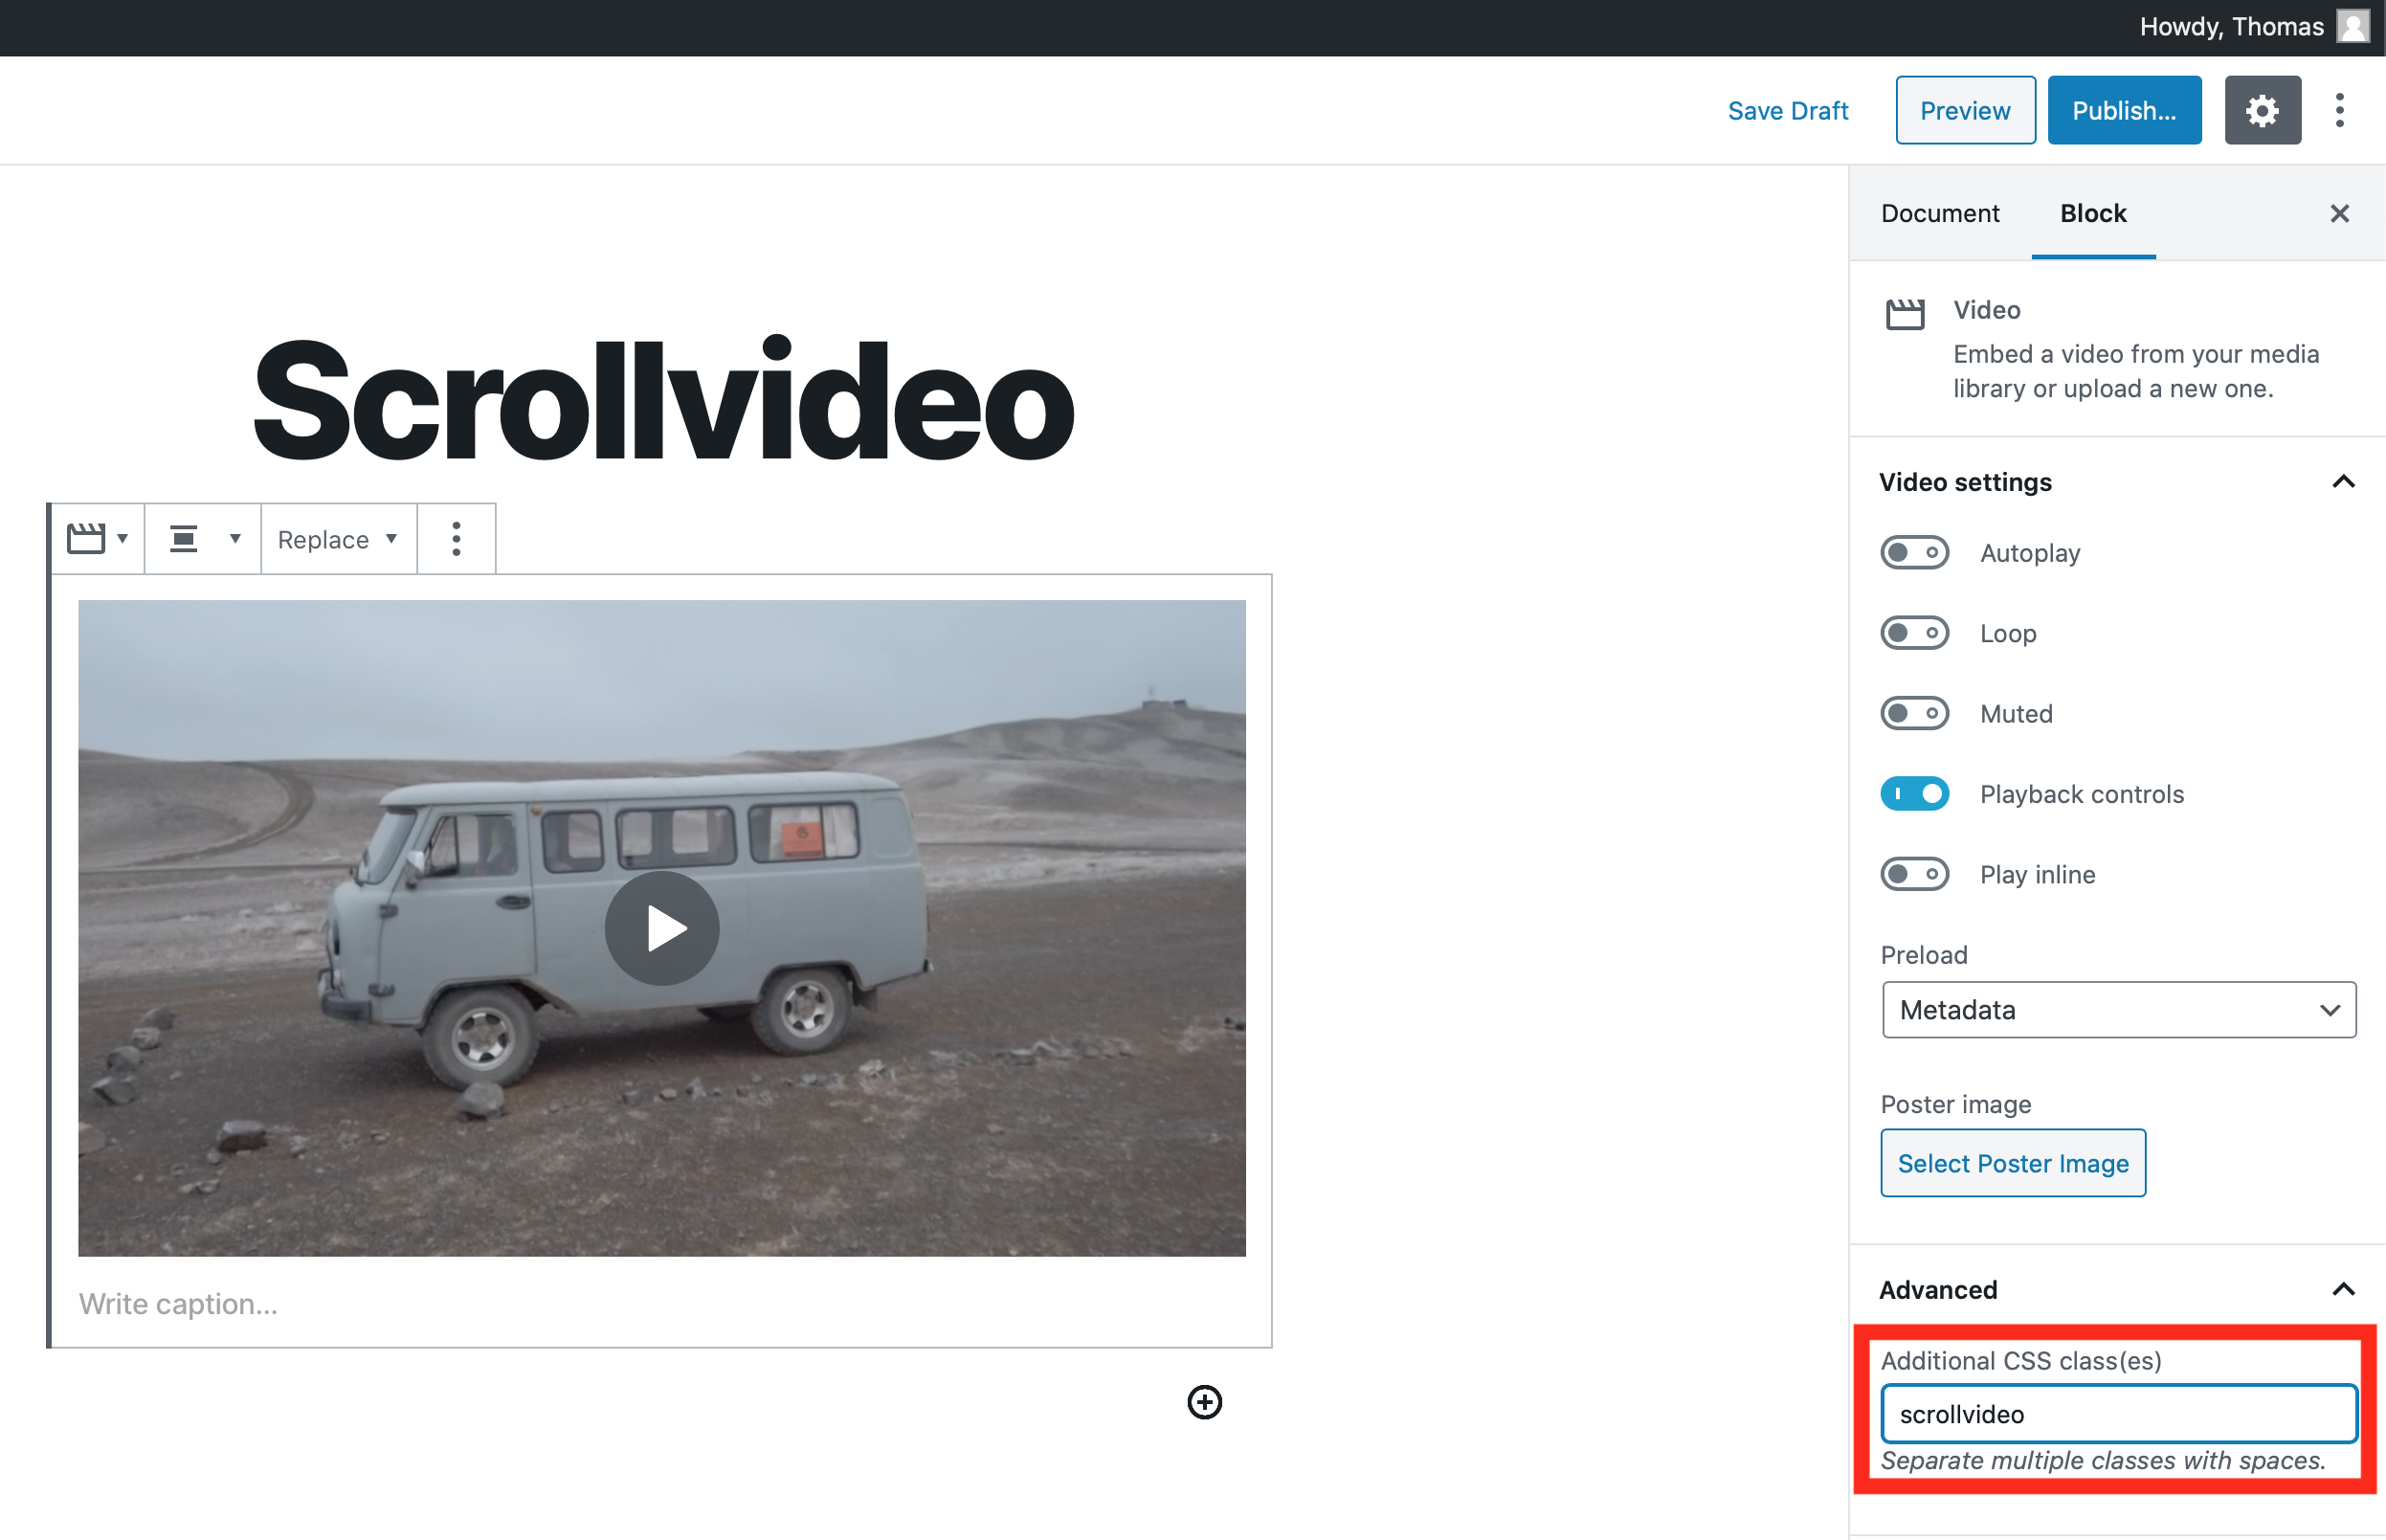 Howdy, Thomas
Save Draft
Preview
Publish...
Document
Block
Video
Embed a video from your media
library or upload a new one.
Scrollvideo
Video settings
Replace
Autoplay
Loop
Muted
Playback controls
Play inline
Preload
Metadata
Poster image
Select Poster Image
Advanced
Write caption...
Additional CSS class(es)
scrollvideo
Separate multiple classes with spaces.